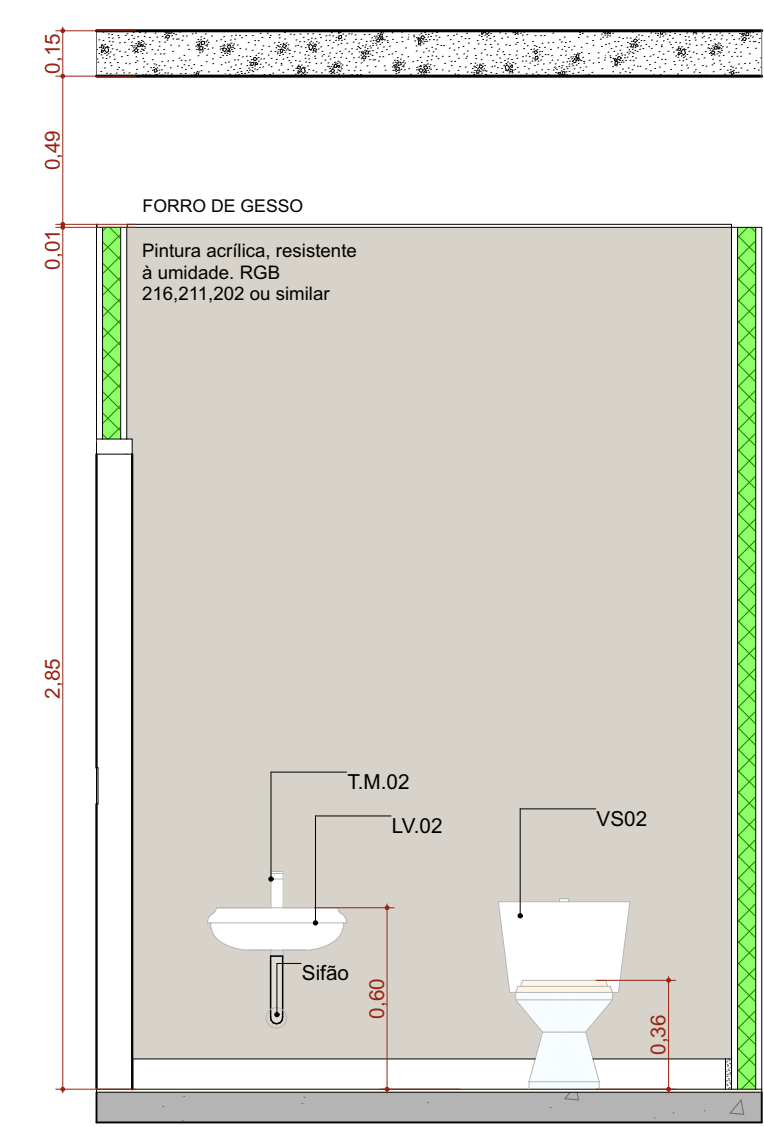 0,15
0,49
FORRO DE GESSO
0,01
Pintura acrílica, resistente
à umidade. RGB
216,211,202 ou similar
2,85
T.M.02
LV.02
VS02
Sifão
0,60
0,36